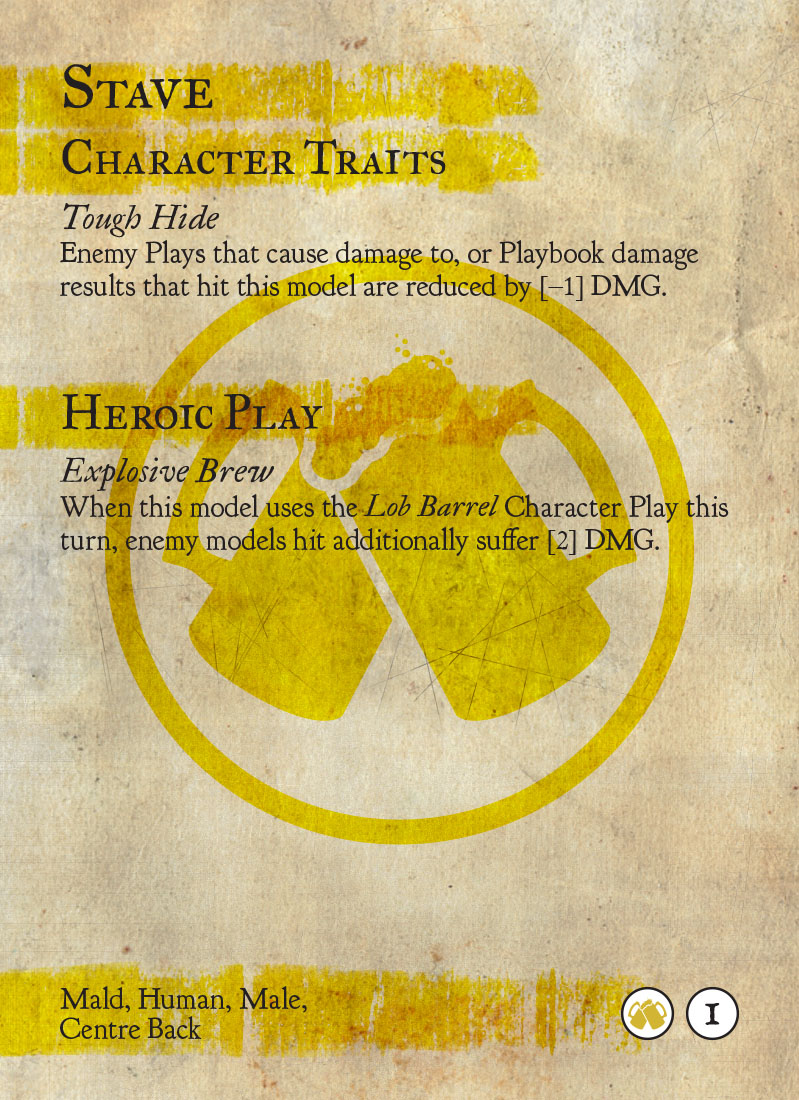 Stave
Character Traits
Tough Hide
Enemy Plays that cause damage to, or Playbook damage
results that hit this model are reduced by [–1] DMG.
Heroic Play
Explosive Brew
When this model uses the Lob Barrel Character Play this
turn, enemy models hit additionally suffer [2] DMG.
Mald, Human, Male,
Centre Back
1